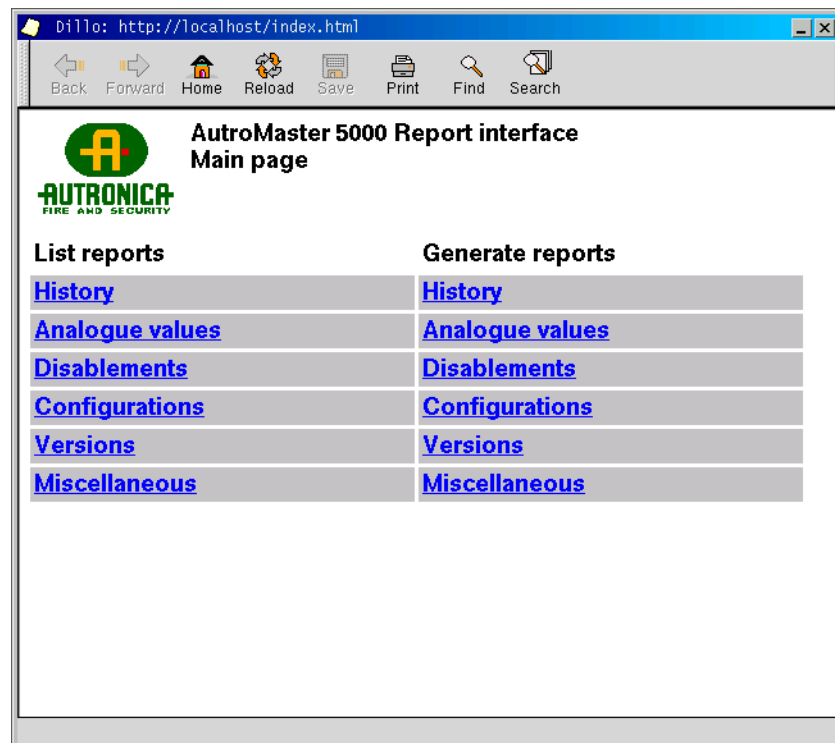 Dillo: http://localhost/index.html
Back Forward Home Reload Save Print Find Search
AutroMaster 5000 Report interface
Main page
AUTRONICA
FIRE AND SECURITY
List reports Generate reports
History History
Analogue values Analogue values
Disablements Disablements
Configurations Configurations
Versions Versions
Miscellaneous Miscellaneous